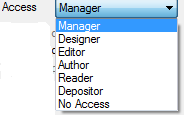 Access Manager
Manager
Designer
Editor
Author
Reader
Depositor
No Access